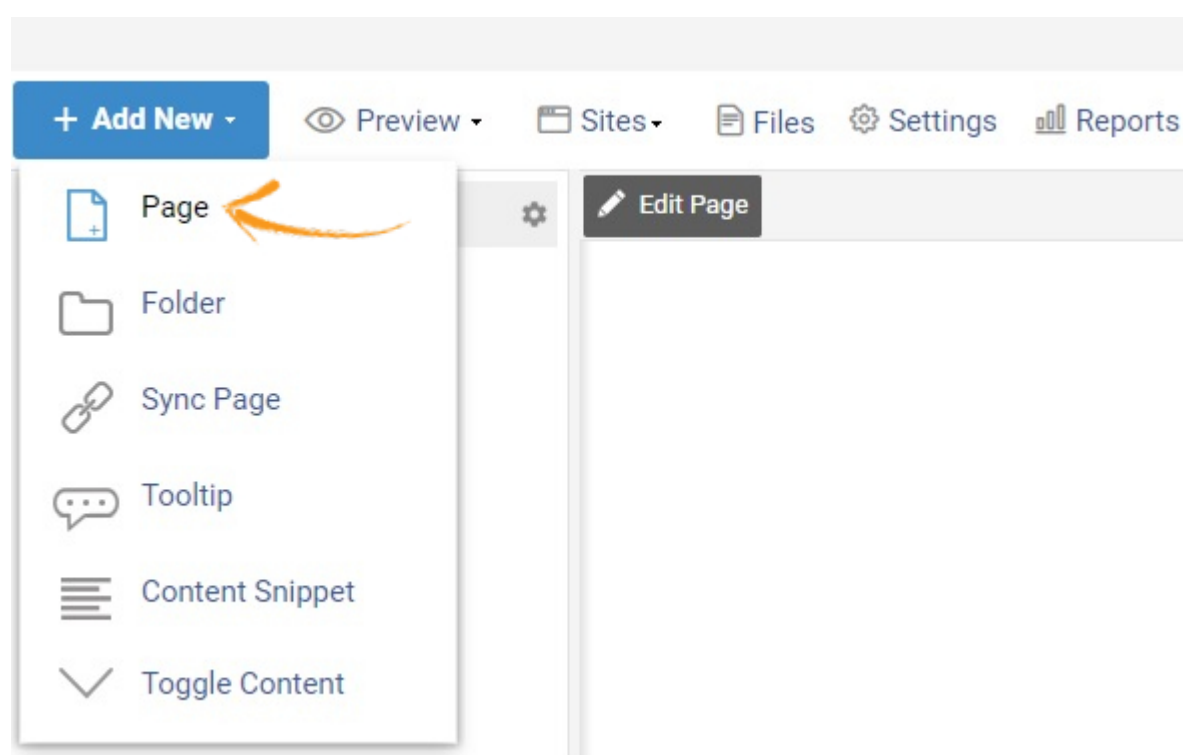 + Add New
Preview
Sites
Files
Settings
Reports
Page
Edit Page
Folder
Sync Page
Tooltip
Content Snippet
Toggle Content